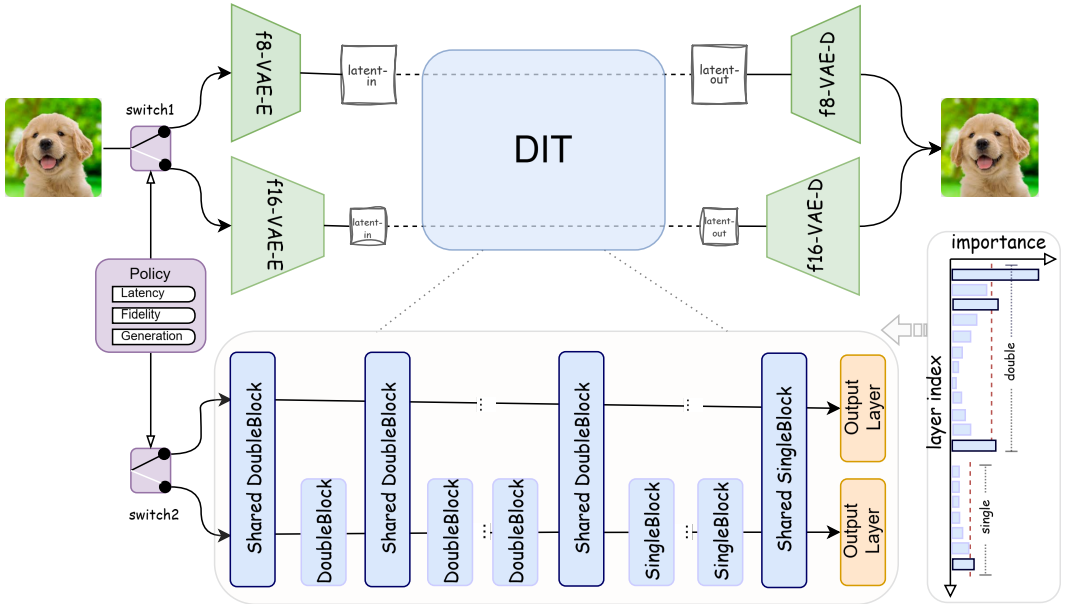 switch1
f8-VAE-E
latent-
in
DIT
latent-
out
f8-VAE-D
f16-VAE-E
latent-
in
latent-
out
f16-VAE-D
Policy
Latency
Fidelity
Generation
switch2
Shared DoubleBlock
DoubleBlock
Shared DoubleBlock
DoubleBlock
DoubleBlock
Shared DoubleBlock
SingleBlock
SingleBlock
Shared SingleBlock
Output
Layer
Output
Layer
importance
layer index
double
single